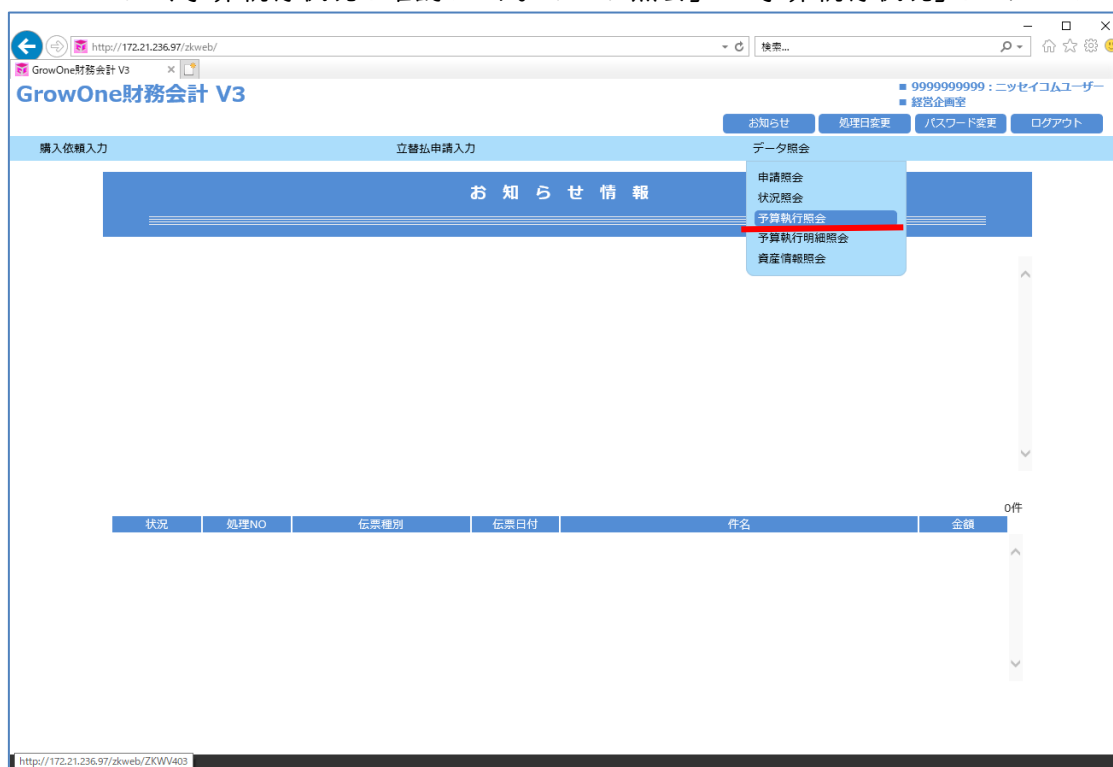 http://172.21.236.97/zkweb/
検索...
GrowOne財務会計 V3
GrowOne財務会計 V3
9999999999：ニッセイコムユーザー
経営企画室
お知らせ 処理日変更 パスワード変更 ログアウト
購入依頼入力 立替払申請入力 データ照会
申請照会
状況照会
予算執行照会
予算執行明細照会
資産情報照会
お 知 ら せ 情 報
0件
状況 処理NO 伝票種別 伝票日付 件名 金額
http://172.21.236.97/zkweb/ZKWV403